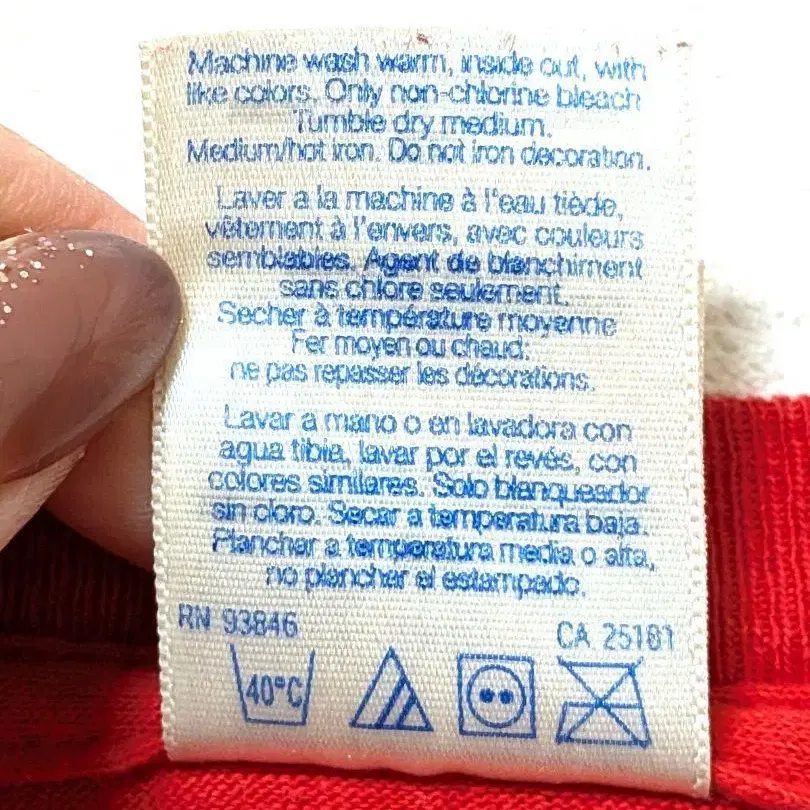 Machine wash warm, inside out, with
like colors. Only non-chlorine bleach
Tumble dry medium.
Medium/hot iron. Do not iron decoration.
Laver a la machine à l'eau tiède,
vêtement à l'envers, avec couleurs
semblables. Agent de blanchiment
sans chlore seulement.
Secher à température moyenne
Fer moyen ou chaud:
ne pas repasser les décorations.
Lavar a mano o en lavadora con
agua tibia, lavar por el revés, con
colores similares. Solo blanqueador
sin cloro. Secar a temperatura baja.
Planchar a temperatura media o alta,
no planchar el estampado.
RN 93846 CA 25181
40°C